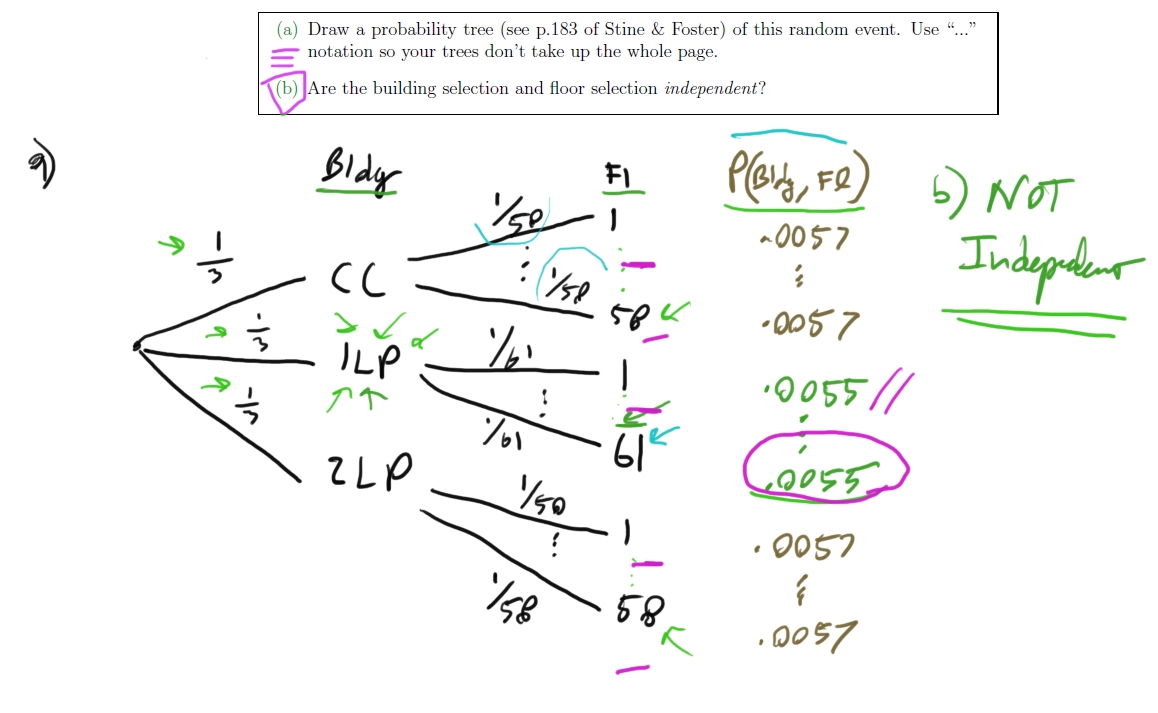 (a) Draw a probability tree (see p.183 of Stine & Foster) of this random event. Use “...”
notation so your trees don’t take up the whole page.
(b) Are the building selection and floor selection independent?
a)
Bldg
Fl
P(Bldg, Fl)
b) NOT
Independent
1/3
CC
1/58
1
.0057
⋮
1/58
58
.0057
1/3
1LP
1/61
1
.0055
⋮
1/61
61
.0055
1/3
2LP
1/58
1
.0057
⋮
1/58
58
.0057